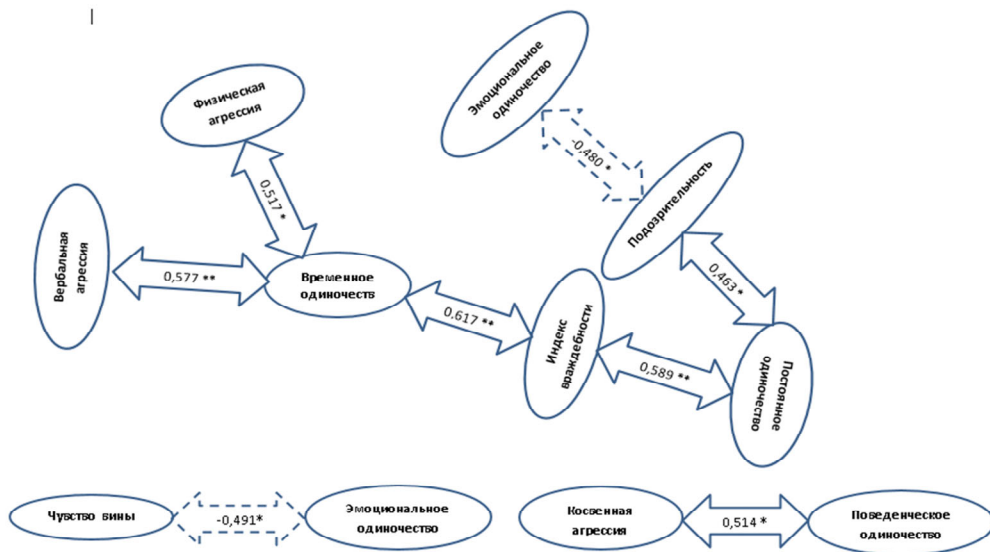 Эмоциональное
одиночество
Физическая
агрессия
-0,480 *
Подозрительность
0,517 *
Вербальная
агрессия
0,577 **
Временное
одиночеств
0,463 *
0,617 **
Индекс
враждебности
0,589 **
Постоянное
одиночество
Чувство вины
-0,491*
Эмоциональное
одиночество
Косвенная
агрессия
0,514 *
Поведенческое
одиночество